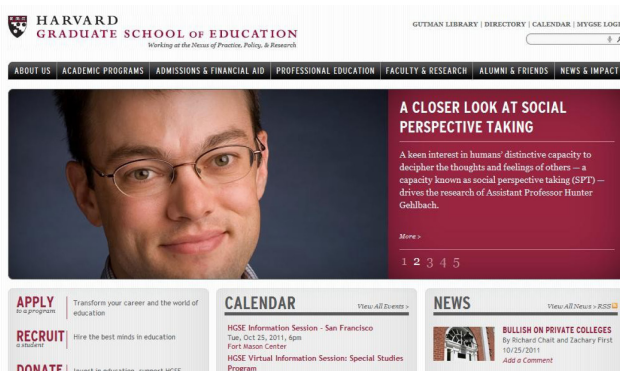 HARVARD
GRADUATE SCHOOL OF EDUCATION
Working at the Nexus of Practice, Policy, & Research
GUTMAN LIBRARY | DIRECTORY | CALENDAR | MYGSE LOGI
ABOUT US ACADEMIC PROGRAMS ADMISSIONS & FINANCIAL AID PROFESSIONAL EDUCATION FACULTY & RESEARCH ALUMNI & FRIENDS NEWS & IMPACT
A CLOSER LOOK AT SOCIAL
PERSPECTIVE TAKING
A keen interest in humans' distinctive capacity to
decipher the thoughts and feelings of others — a
capacity known as social perspective taking (SPT) —
drives the research of Assistant Professor Hunter
Gehlbach.
More >
1 2 3 4 5
APPLY
to a program
Transform your career and the world of
education
RECRUIT
a student
Hire the best minds in education
DONATE
Invest in education, support HGSE
CALENDAR
View All Events >
HGSE Information Session - San Francisco
Tue, Oct 25, 2011, 6pm
Fort Mason Center
HGSE Virtual Information Session: Special Studies
Program
NEWS
View All News > RSS
BULLISH ON PRIVATE COLLEGES
By Richard Chait and Zachary First
10/25/2011
Add a Comment